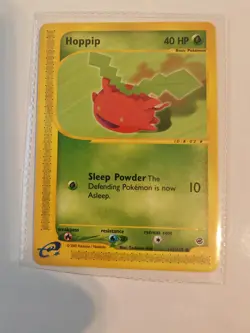 Hoppip 40 HP
Basic Pokémon
Sleep Powder The
Defending Pokémon is now 10
Asleep.
weakness resistance retreat cost
e